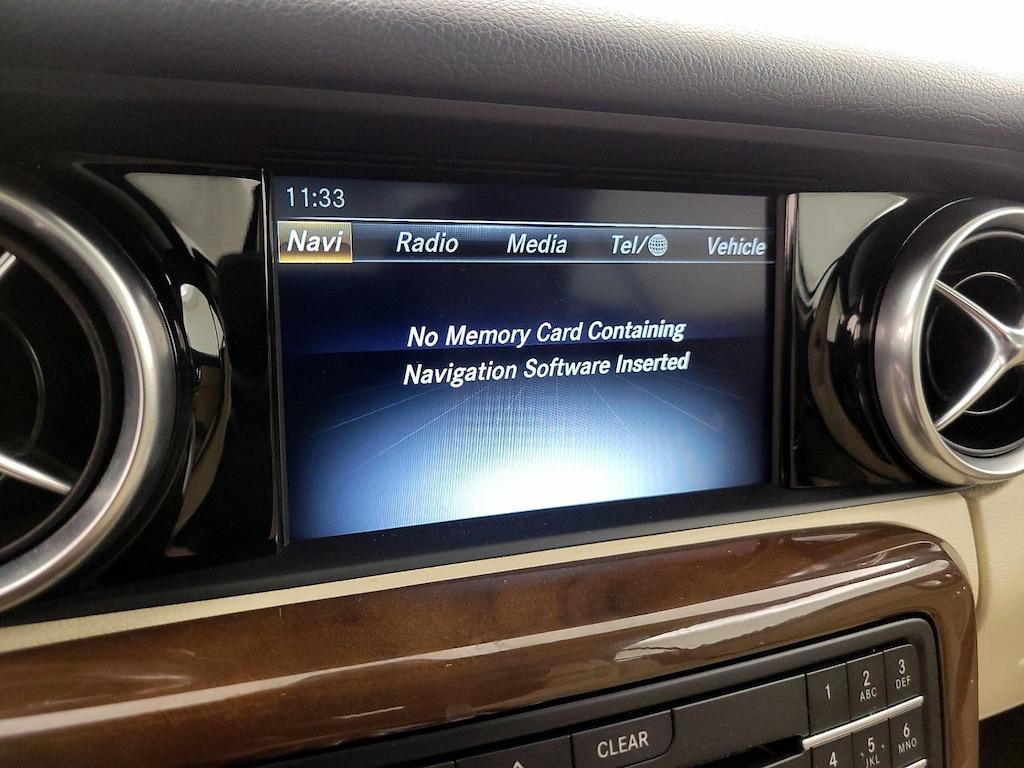 11:33
Navi Radio Media Tel/ Vehicle
No Memory Card Containing
Navigation Software Inserted
CLEAR
1 2 ABC 3 DEF
4 5 JKL 6 MNO